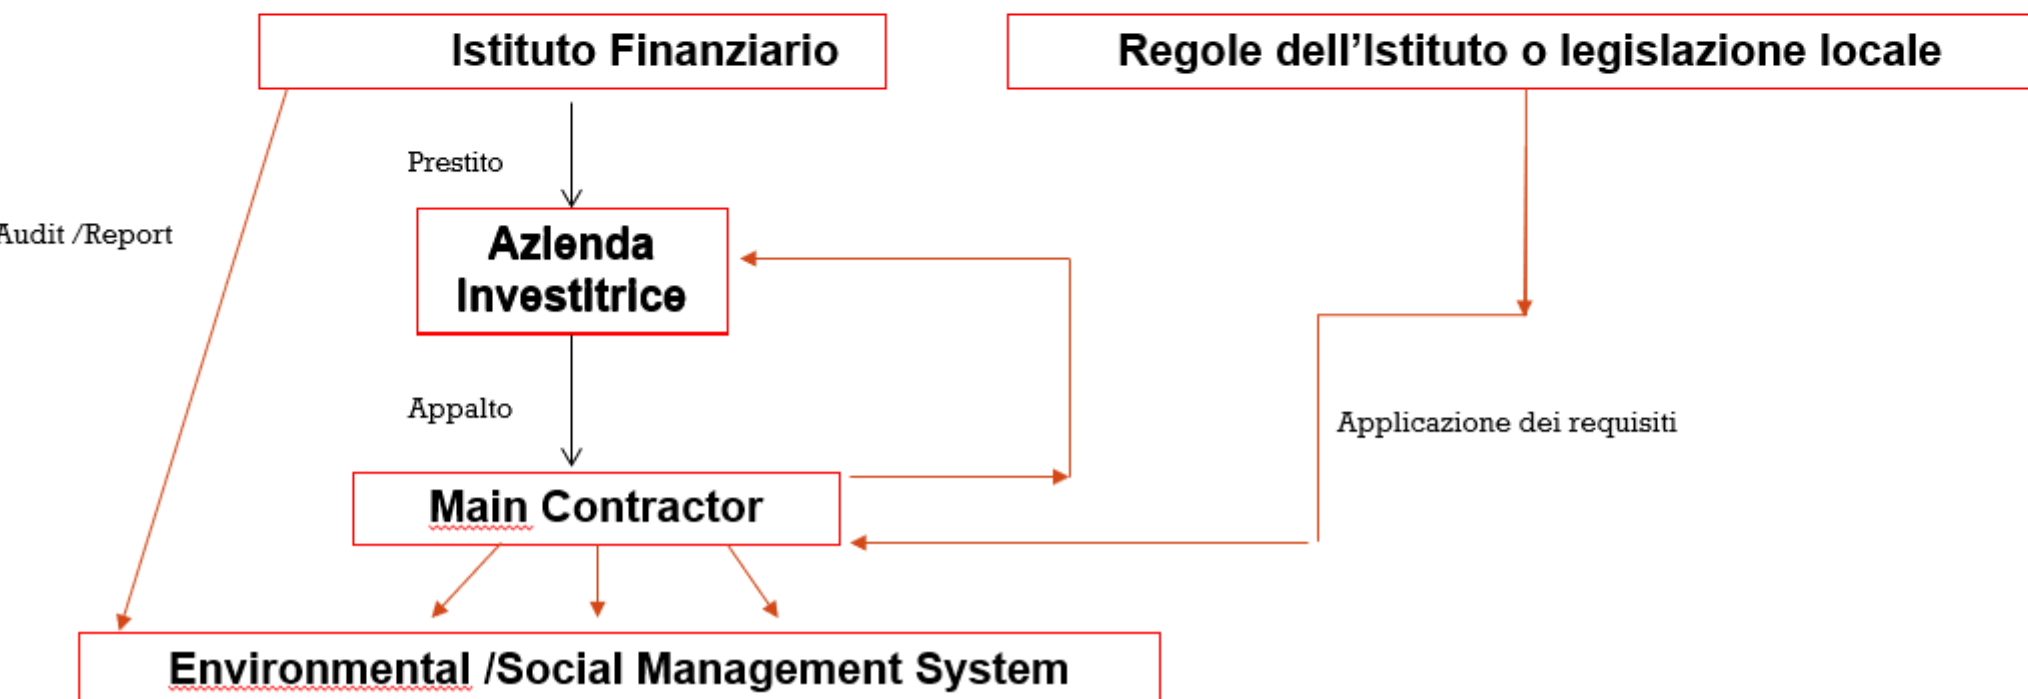 Istituto Finanziario
Regole dell’Istituto o legislazione locale
Prestito
Audit /Report
Azienda
Investitrice
Appalto
Applicazione dei requisiti
Main Contractor
Environmental /Social Management System